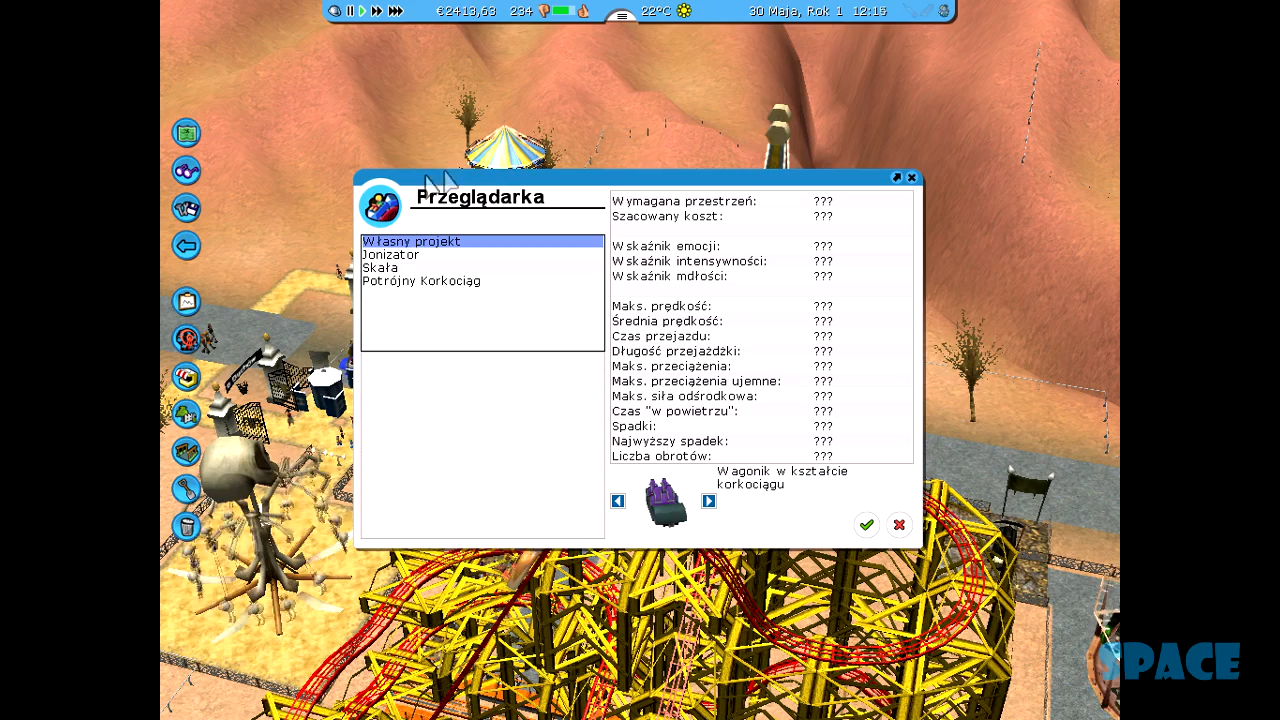 €2413,63 234 22°C 30 Maja, Rok 1 12:15
Przeglądarka
Własny projekt
Jonizator
Skała
Potrójny Korkociąg
Wymagana przestrzeń: ???
Szacowany koszt: ???
Wskaźnik emocji: ???
Wskaźnik intensywności: ???
Wskaźnik mdłości: ???
Maks. prędkość: ???
Średnia prędkość: ???
Czas przejazdu: ???
Długość przejażdżki: ???
Maks. przeciążenia: ???
Maks. przeciążenia ujemne: ???
Maks. siła odśrodkowa: ???
Czas "w powietrzu": ???
Spadki: ???
Najwyższy spadek: ???
Liczba obrotów: ???
Wagonik w kształcie
korkociągu
SPACE